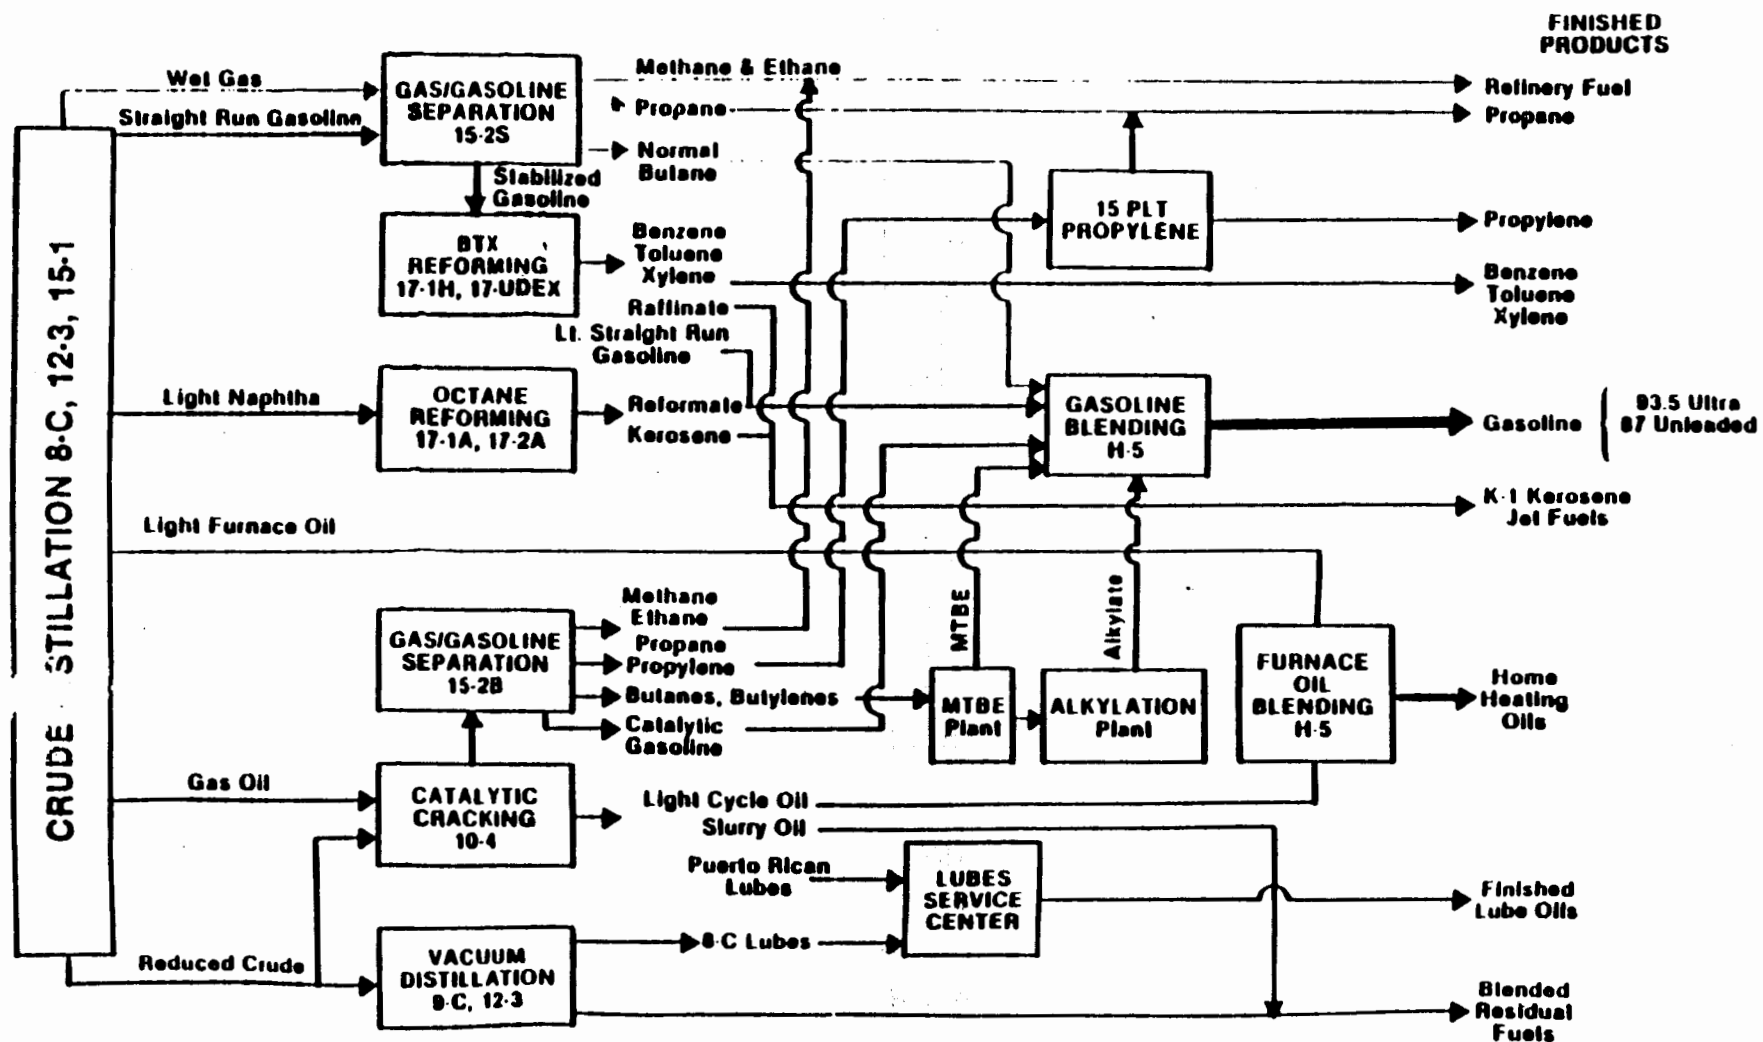 FINISHED
PRODUCTS
Wet Gas
Straight Run Gasoline
GAS/GASOLINE
SEPARATION
15-2S
Methane & Ethane
Propane
Normal
Butane
Refinery Fuel
Propane
Stabilized
Gasoline
BTX
REFORMING
17-1H, 17-UDEX
Benzene
Toluene
Xylene
15 PLT
PROPYLENE
Propylene
Benzene
Toluene
Xylene
Raffinate
Lt. Straight Run
Gasoline
CRUDE STILLATION 8-C, 12-3, 15-1
Light Naphtha
OCTANE
REFORMING
17-1A, 17-2A
Reformate
Kerosene
GASOLINE
BLENDING
H-5
Gasoline
93.5 Ultra
87 Unleaded
K-1 Kerosene
Jet Fuels
Light Furnace Oil
Methane
Ethane
Propane
Propylene
Butanes, Butylenes
Catalytic
Gasoline
GAS/GASOLINE
SEPARATION
15-2B
MTBE
Alkylate
MTBE
Plant
ALKYLATION
Plant
FURNACE
OIL
BLENDING
H-5
Home
Heating
Oils
Gas Oil
CATALYTIC
CRACKING
10-4
Light Cycle Oil
Slurry Oil
Puerto Rican
Lubes
LUBES
SERVICE
CENTER
Finished
Lube Oils
Reduced Crude
VACUUM
DISTILLATION
9-C, 12-3
8-C Lubes
Blended
Residual
Fuels